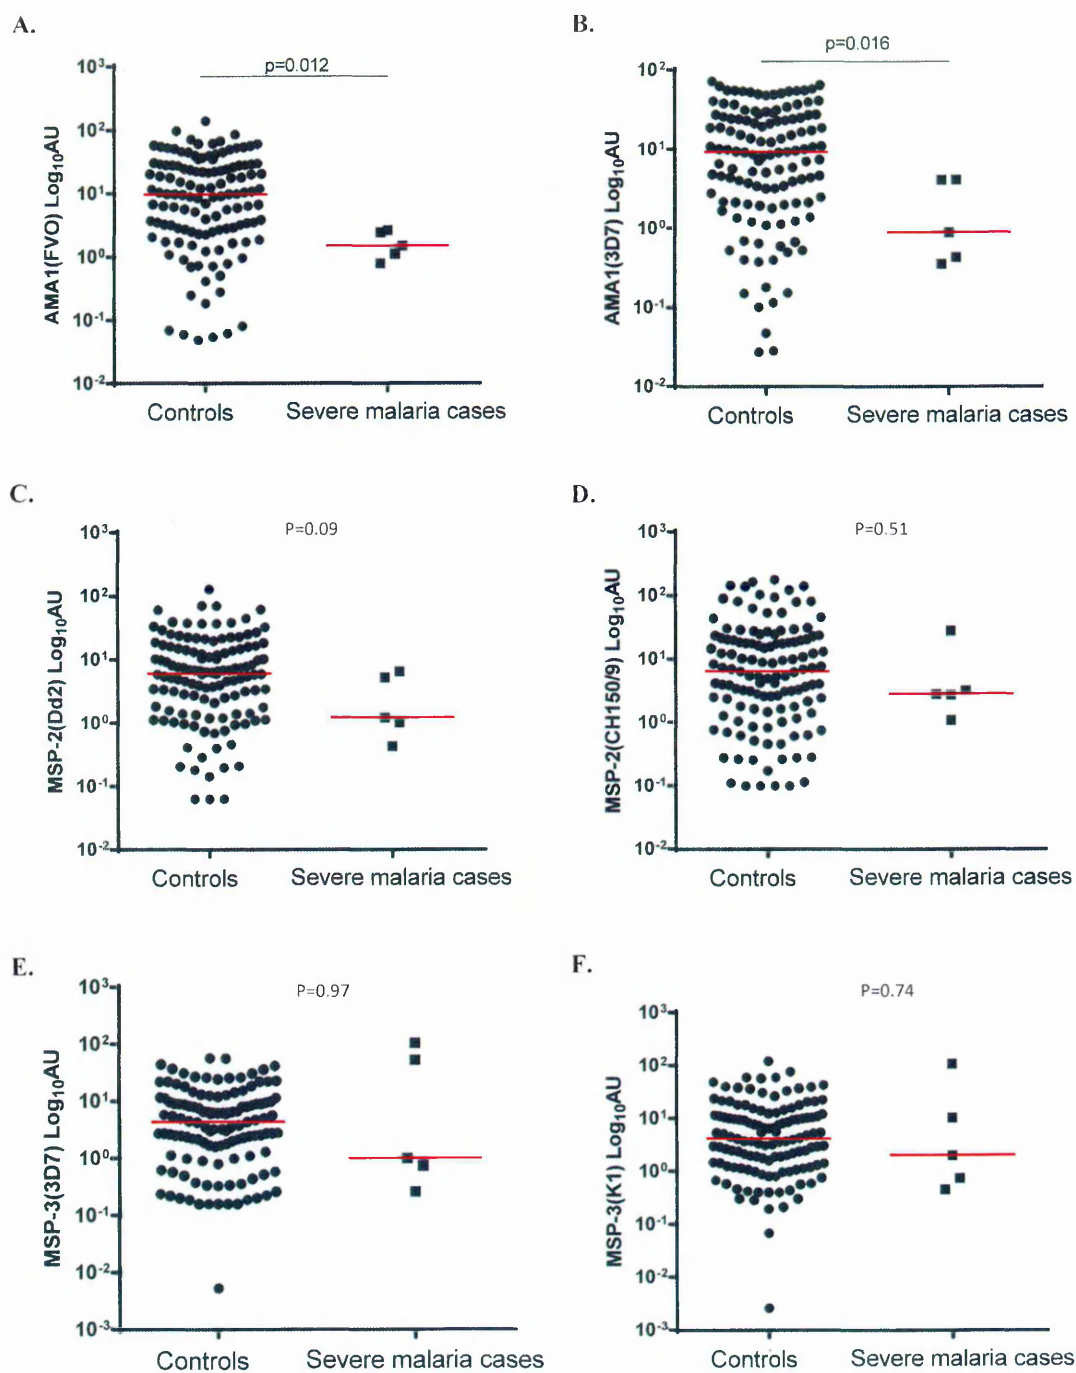 A.
p=0.012
AMA1(FVO) Log10AU
10³
10²
10¹
10⁰
10⁻¹
10⁻²
Controls
Severe malaria cases
B.
p=0.016
AMA1(3D7) Log10AU
10²
10¹
10⁰
10⁻¹
10⁻²
Controls
Severe malaria cases
C.
P=0.09
MSP-2(Dd2) Log10AU
10³
10²
10¹
10⁰
10⁻¹
10⁻²
Controls
Severe malaria cases
D.
P=0.51
MSP-2(CH150/9) Log10AU
10³
10²
10¹
10⁰
10⁻¹
10⁻²
Controls
Severe malaria cases
E.
P=0.97
MSP-3(3D7) Log10AU
10³
10²
10¹
10⁰
10⁻¹
10⁻²
10⁻³
Controls
Severe malaria cases
F.
P=0.74
MSP-3(K1) Log10AU
10³
10²
10¹
10⁰
10⁻¹
10⁻²
10⁻³
Controls
Severe malaria cases